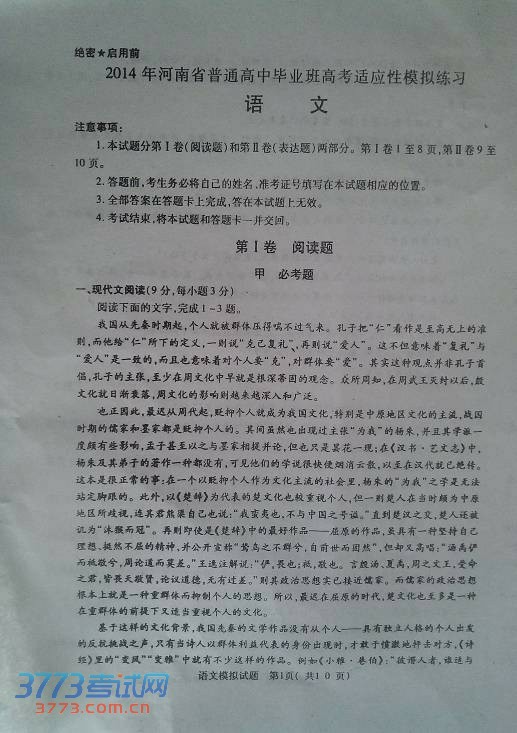 绝密★启用前
2014年河南省普通高中毕业班高考适应性模拟练习
语 文
注意事项:
1.本试题分第Ⅰ卷(阅读题)和第Ⅱ卷(表达题)两部分。第Ⅰ卷1至8页,第Ⅱ卷9至
10页。
2.答题前,考生务必将自己的姓名、准考证号填写在本试题相应的位置。
3.全部答案在答题卡上完成,答在本试题上无效。
4.考试结束,将本试题和答题卡一并交回。
第Ⅰ卷 阅读题
甲 必考题
一、现代文阅读(9分,每小题3分)
阅读下面的文字,完成1~3题。
我国从先秦时期起,个人就被群体压得喘不过气来。孔子把“仁”看作是至高无上的准
则,而他给“仁”所下的定义,一则说“克己复礼”,再则说“爱人”。这不但意味着“复礼”与
“爱人”是一致的,而且也意味着对个人要“克”,对群体要“爱”。其实这种观点并非孔子首
倡,孔子的主张,至少在周文化中早就是根深蒂固的观念。众所周知,在周武王灭纣以后,殷
文化就日渐衰落,周文化的影响则越来越深入和广泛。
也正因此,最迟从周代起,贬抑个人就成为我国文化,特别是中原地区文化的主流,战国
时期的儒家和墨家都是贬抑个人的。其间虽然也出现过主张“为我”的杨朱,并且其学派一
度颇有些影响,孟子甚至以之与墨家相提并论,但也只是昙花一现;在《汉书·艺文志》中,
杨朱及其弟子的著作一种都没有,可见他们的学说很快便烟消云散,以至在汉代就已绝传。
这本是很正常的事:在一个以贬抑个人作为文化主流的社会里,杨朱的“为我”之学是无法
站定脚跟的。此外,以《楚辞》为代表的楚文化也较重视个人,但一则楚人在当时颇为中原
地区所歧视,连其君熊渠自己也说:“我蛮夷也,不与中国之号谥。”直到楚汉之交,楚人还被
讥为“沐猴而冠”。再则即使是《楚辞》中的最好作品——屈原的作品,虽具有一种坚持自己
理想、挺然不屈的精神,并公开宣称“鸷鸟之不群兮,自前世而固然”,但却又高唱:“汤禹俨
而祗敬兮,周论道而莫差。”王逸注解说:“俨,畏也;祗,敬也。言殷汤、夏禹、周之文王,受命
之君,皆畏天敬贤,论议道德,无有过差。”则其政治思想实已接近儒家。而儒家的政治思想
根本上就是一种重群体而抑制个人的思想。所以,最迟在屈原的时代,楚文化也至多是一种
在重群体的前提下又适当重视个人的文化。
基于这样的文化背景,我国先秦的文学作品没有从个人——具有独立人格的个人出发
的反抗挑战之声,只有当诗人以群体利益代表的身份出现时,才敢于愤激地抨击对方,《诗
经》里的“变风”“变雅”中就有不少这样的作品。例如《小雅·巷伯》:“彼谮人者,谁适与
语文模拟试题 第1页( 共10页)
3773考试网
3773.com.cn